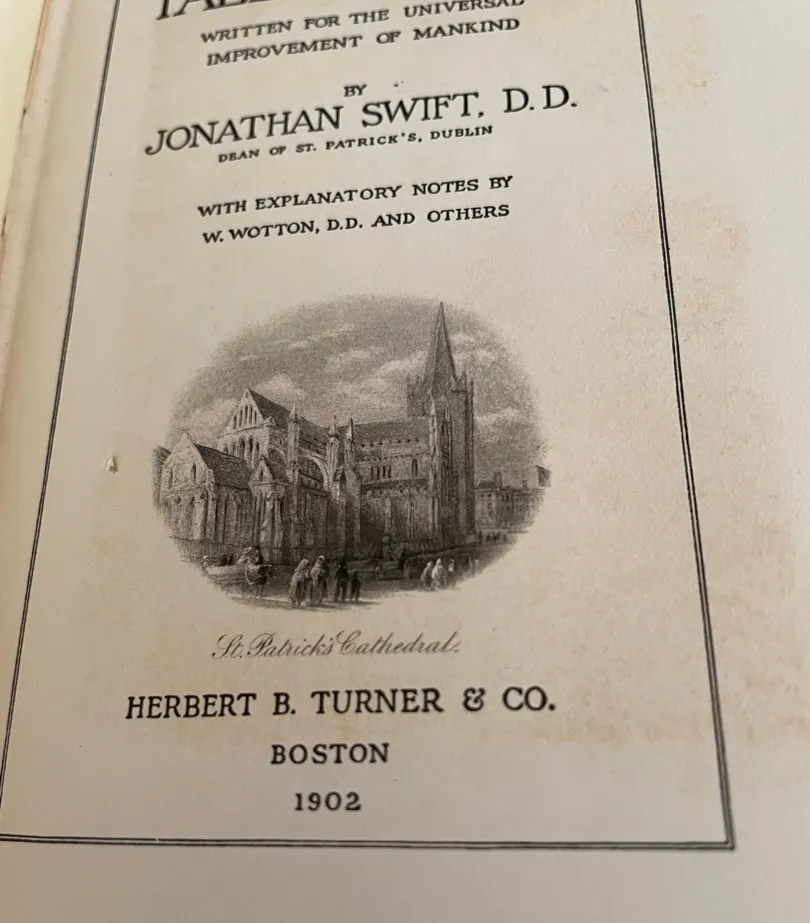 WRITTEN FOR THE UNIVERSAL
IMPROVEMENT OF MANKIND
BY
JONATHAN SWIFT, D.D.
DEAN OF ST. PATRICK'S, DUBLIN
WITH EXPLANATORY NOTES BY
W. WOTTON, D.D. AND OTHERS
St. Patrick's Cathedral.
HERBERT B. TURNER & CO.
BOSTON
1902